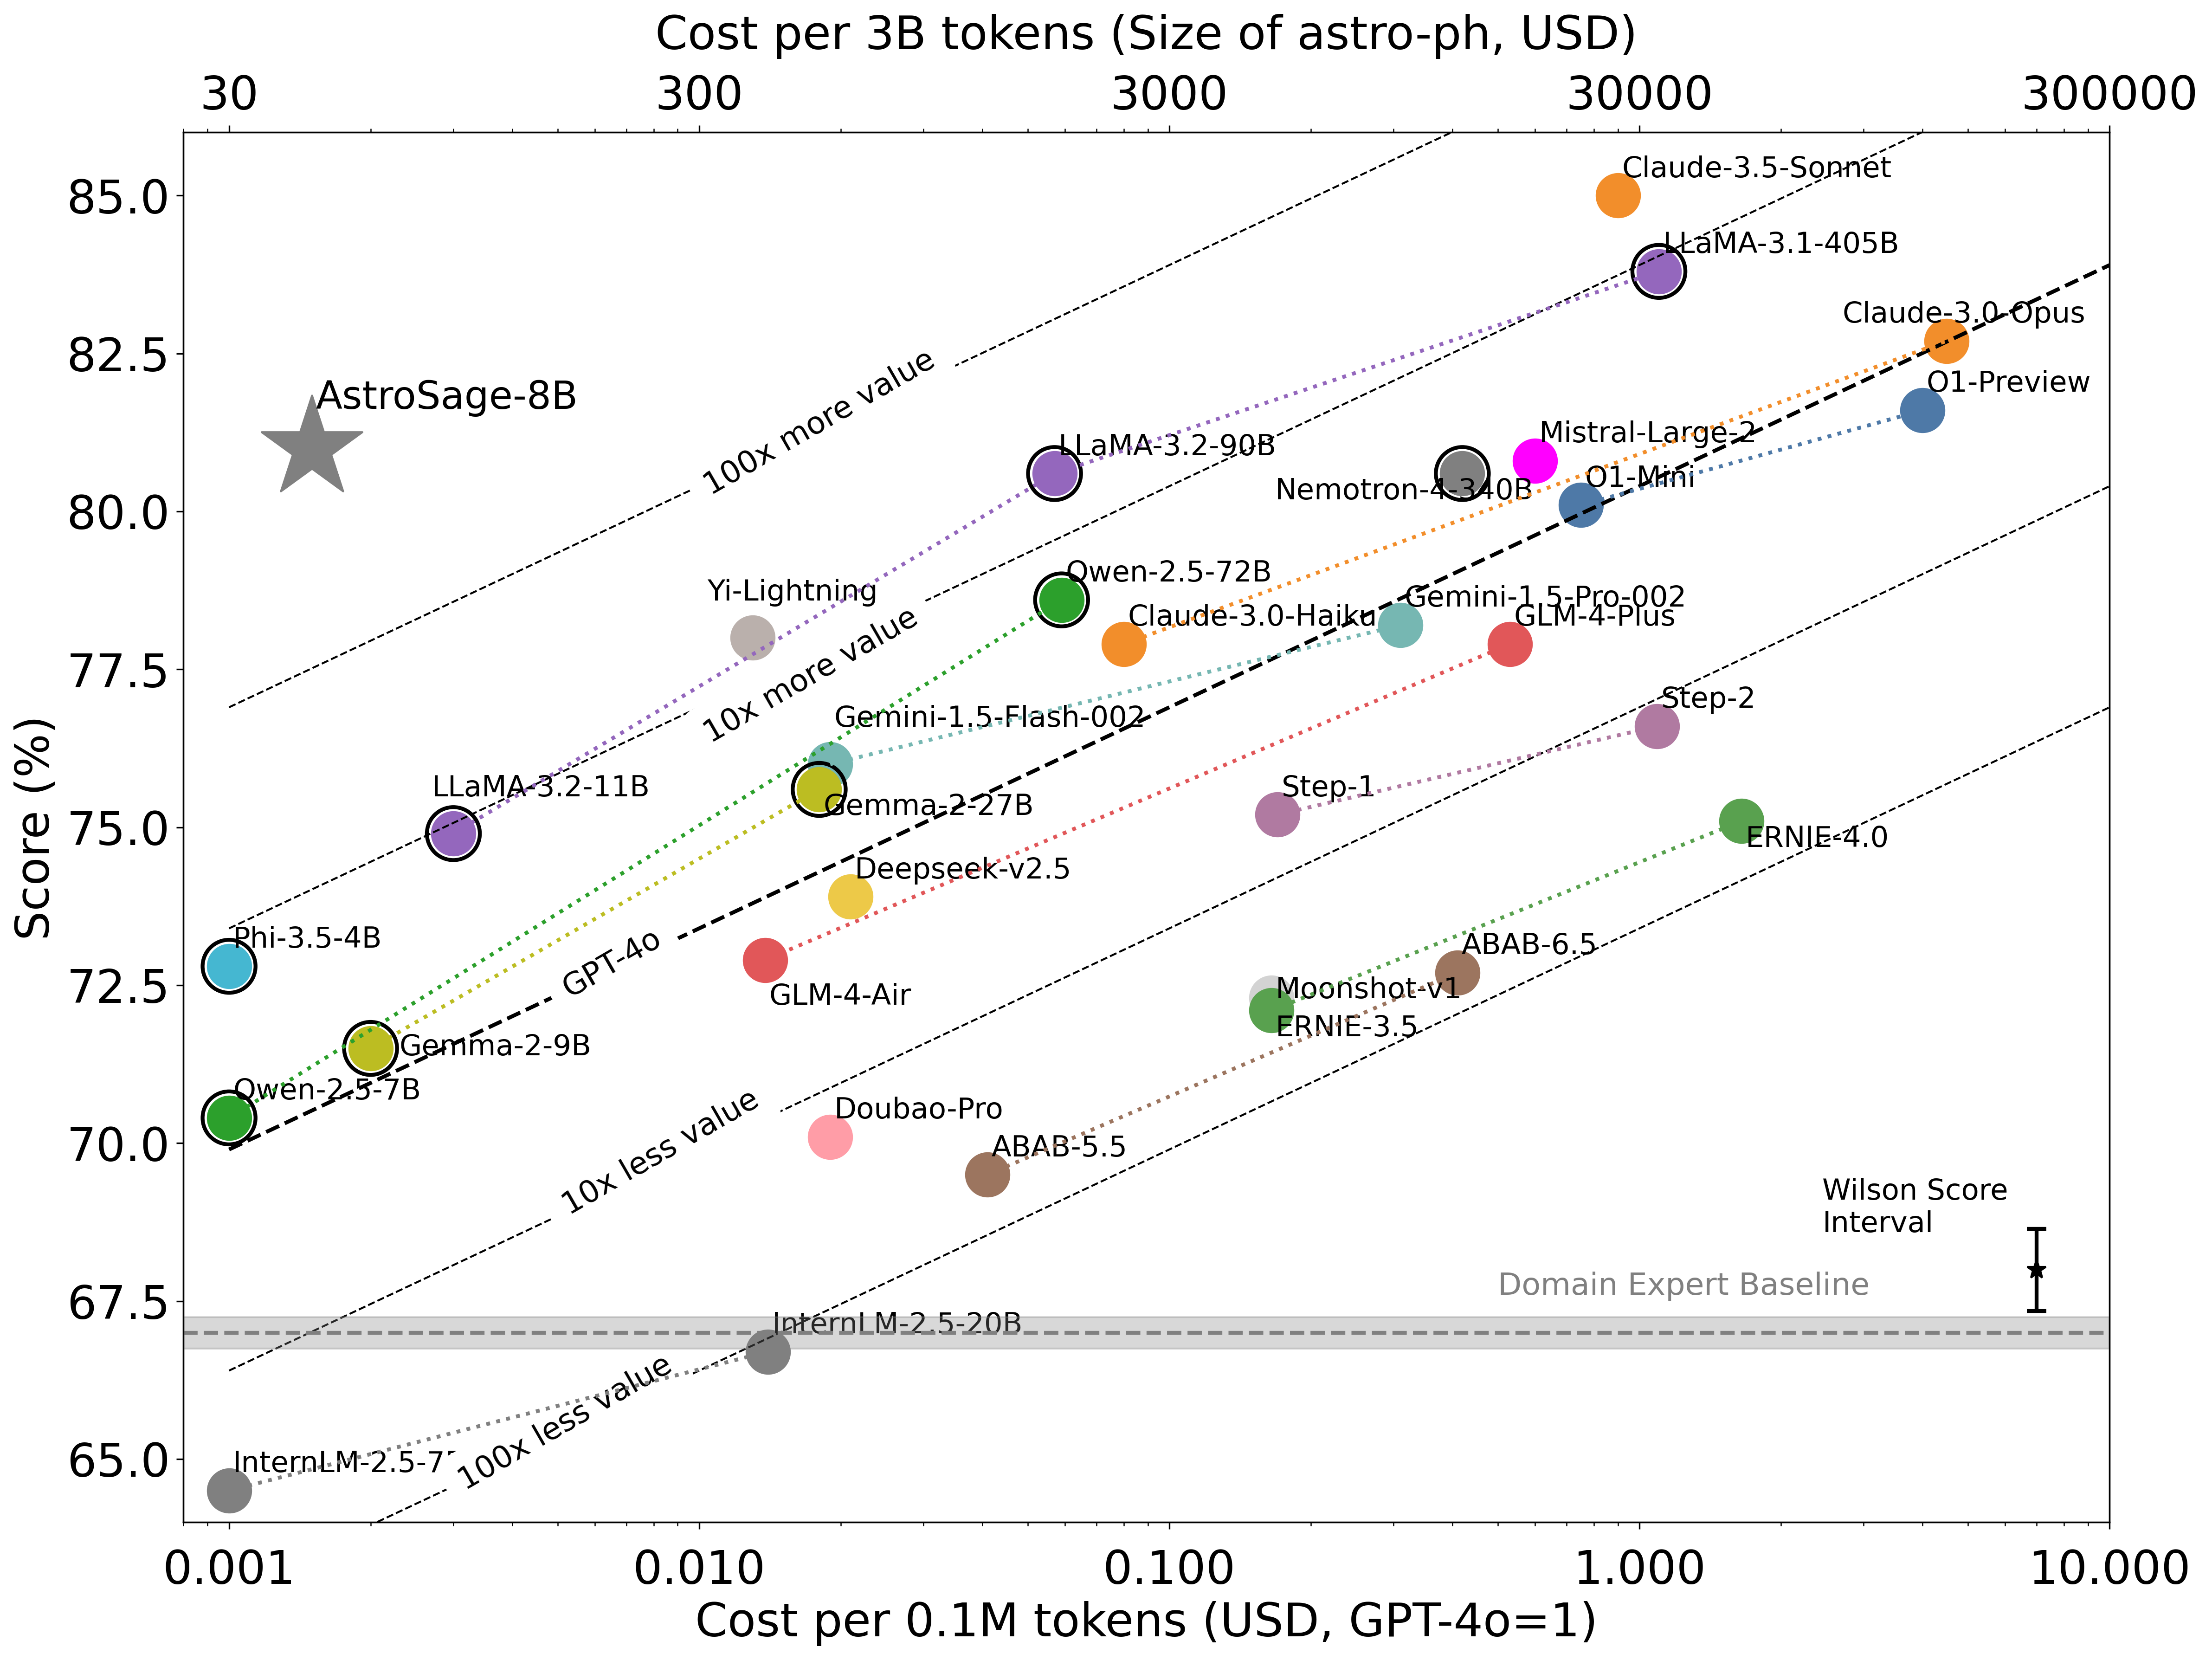 Cost per 3B tokens (Size of astro-ph, USD)
30 300 3000 30000 300000
Score (%)
85.0
82.5
80.0
77.5
75.0
72.5
70.0
67.5
65.0
Claude-3.5-Sonnet
LLaMA-3.1-405B
Claude-3.0-Opus
O1-Preview
AstroSage-8B
100x more value
LLaMA-3.2-90B
Mistral-Large-2
Nemotron-4-340B
O1-Mini
Yi-Lightning
Qwen-2.5-72B
Claude-3.0-Haiku
Gemini-1.5-Pro-002
GLM-4-Plus
10x more value
Gemini-1.5-Flash-002
Step-2
LLaMA-3.2-11B
Gemma-2-27B
Step-1
ERNIE-4.0
Deepseek-v2.5
Phi-3.5-4B
GPT-4o
GLM-4-Air
ABAB-6.5
Moonshot-v1
ERNIE-3.5
Gemma-2-9B
Qwen-2.5-7B
10x less value
Doubao-Pro
ABAB-5.5
Wilson Score
Interval
Domain Expert Baseline
InternLM-2.5-20B
100x less value
InternLM-2.5-7
0.001 0.010 0.100 1.000 10.000
Cost per 0.1M tokens (USD, GPT-4o=1)